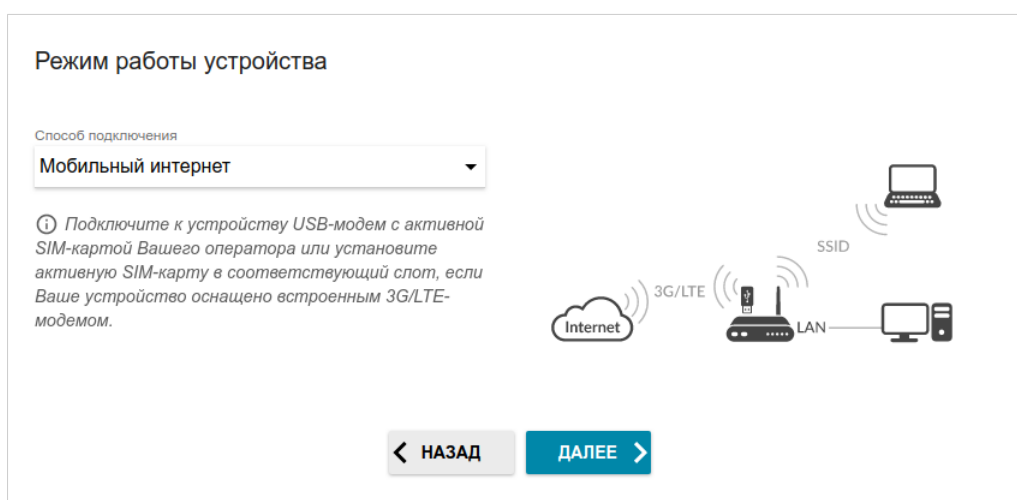 Режим работы устройства
Способ подключения
Мобильный интернет
Подключите к устройству USB-модем с активной
SIM-картой Вашего оператора или установите
активную SIM-карту в соответствующий слот, если
Ваше устройство оснащено встроенным 3G/LTE-
модемом.
SSID
3G/LTE
Internet
LAN
НАЗАД
ДАЛЕЕ